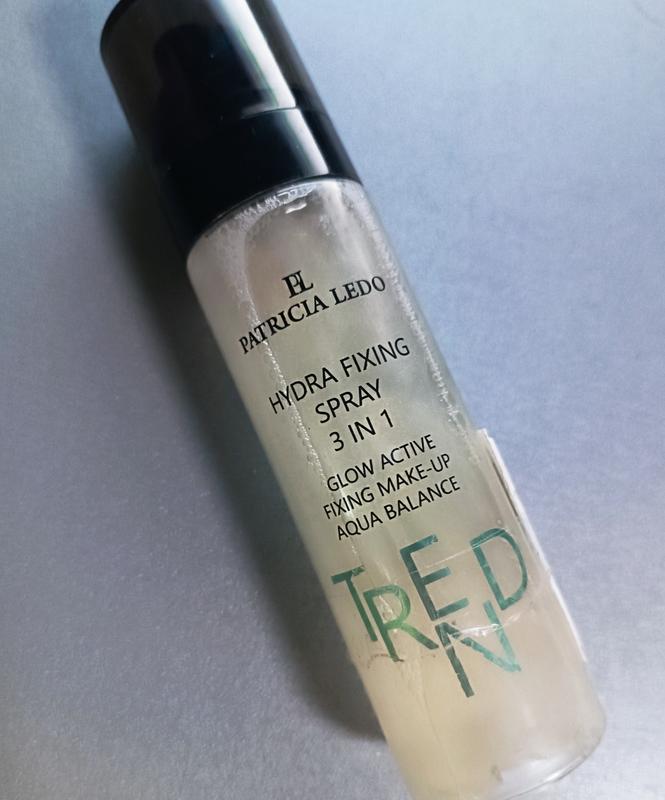 PL
PATRICIA LEDO
HYDRA FIXING
SPRAY
3 IN 1
GLOW ACTIVE
FIXING MAKE-UP
AQUA BALANCE
TREND